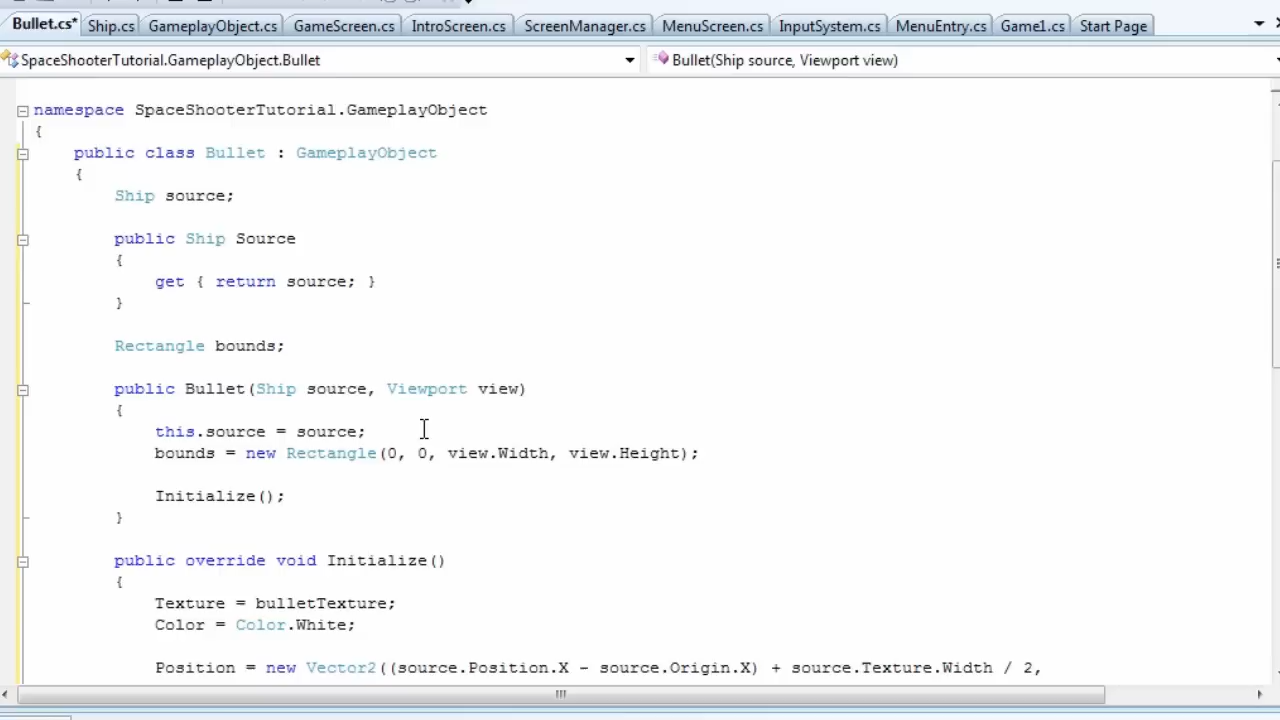 Bullet.cs* Ship.cs GameplayObject.cs GameScreen.cs IntroScreen.cs ScreenManager.cs MenuScreen.cs InputSystem.cs MenuEntry.cs Game1.cs Start Page
SpaceShooterTutorial.GameplayObject.Bullet Bullet(Ship source, Viewport view)
namespace SpaceShooterTutorial.GameplayObject
{
public class Bullet : GameplayObject
{
Ship source;
public Ship Source
{
get { return source; }
}
Rectangle bounds;
public Bullet(Ship source, Viewport view)
{
this.source = source;
bounds = new Rectangle(0, 0, view.Width, view.Height);
Initialize();
}
public override void Initialize()
{
Texture = bulletTexture;
Color = Color.White;
Position = new Vector2((source.Position.X - source.Origin.X) + source.Texture.Width / 2,